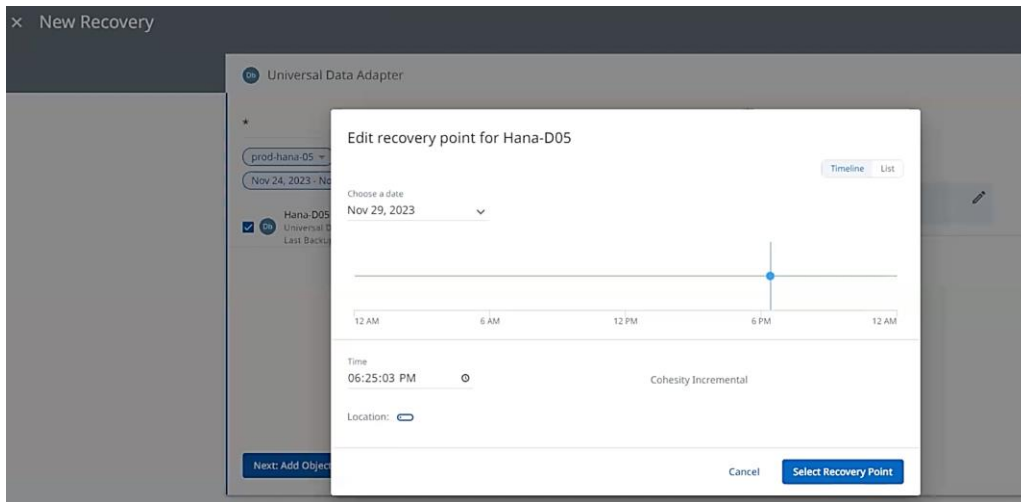 × New Recovery
Dh Universal Data Adapter
*
prod-hana-05
Nov 24, 2023 - No
Hana-D05
Universal D
Last Backu
Next: Add Object
Edit recovery point for Hana-D05
Timeline List
Choose a date
Nov 29, 2023
12 AM 6 AM 12 PM 6 PM 12 AM
Time
06:25:03 PM
Cohesity Incremental
Location:
Cancel Select Recovery Point